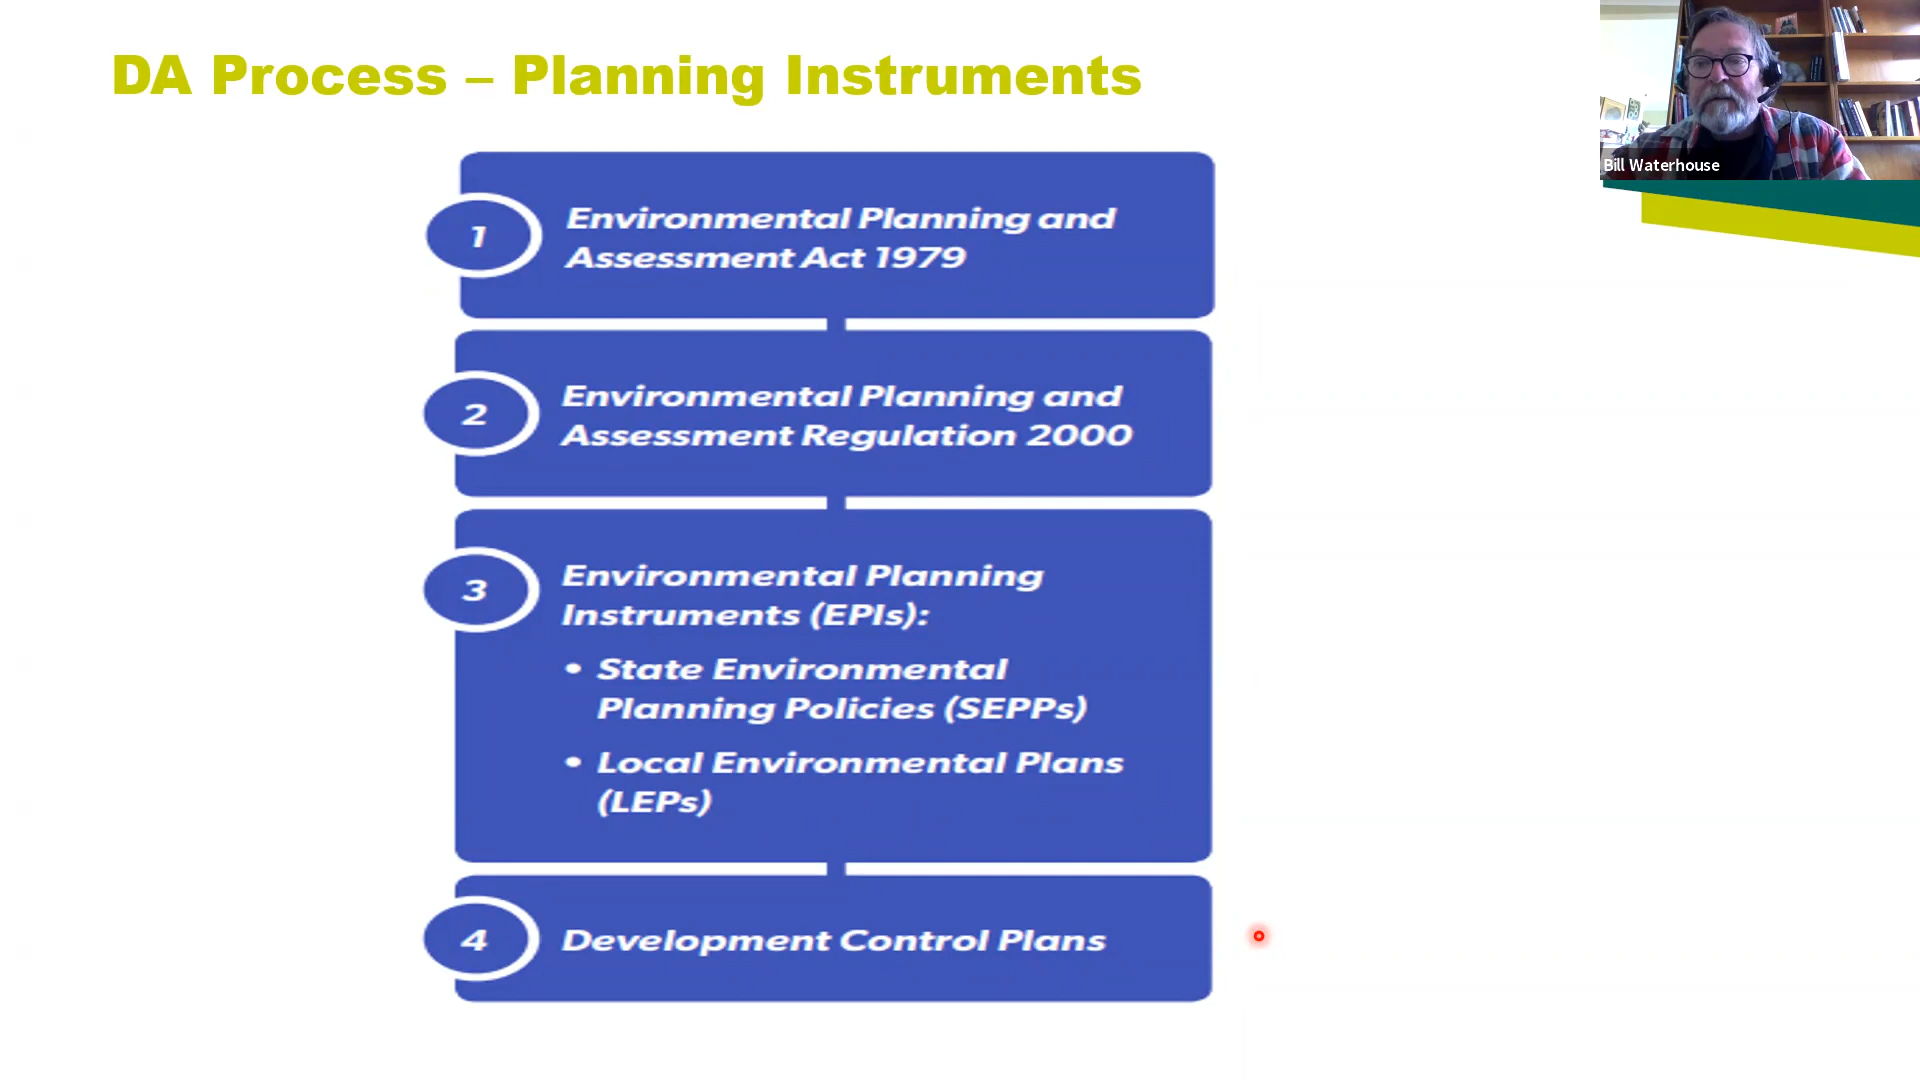 DA Process – Planning Instruments
Bill Waterhouse
1
Environmental Planning and
Assessment Act 1979
2
Environmental Planning and
Assessment Regulation 2000
3
Environmental Planning
Instruments (EPIs):
• State Environmental
Planning Policies (SEPPs)
• Local Environmental Plans
(LEPs)
4
Development Control Plans